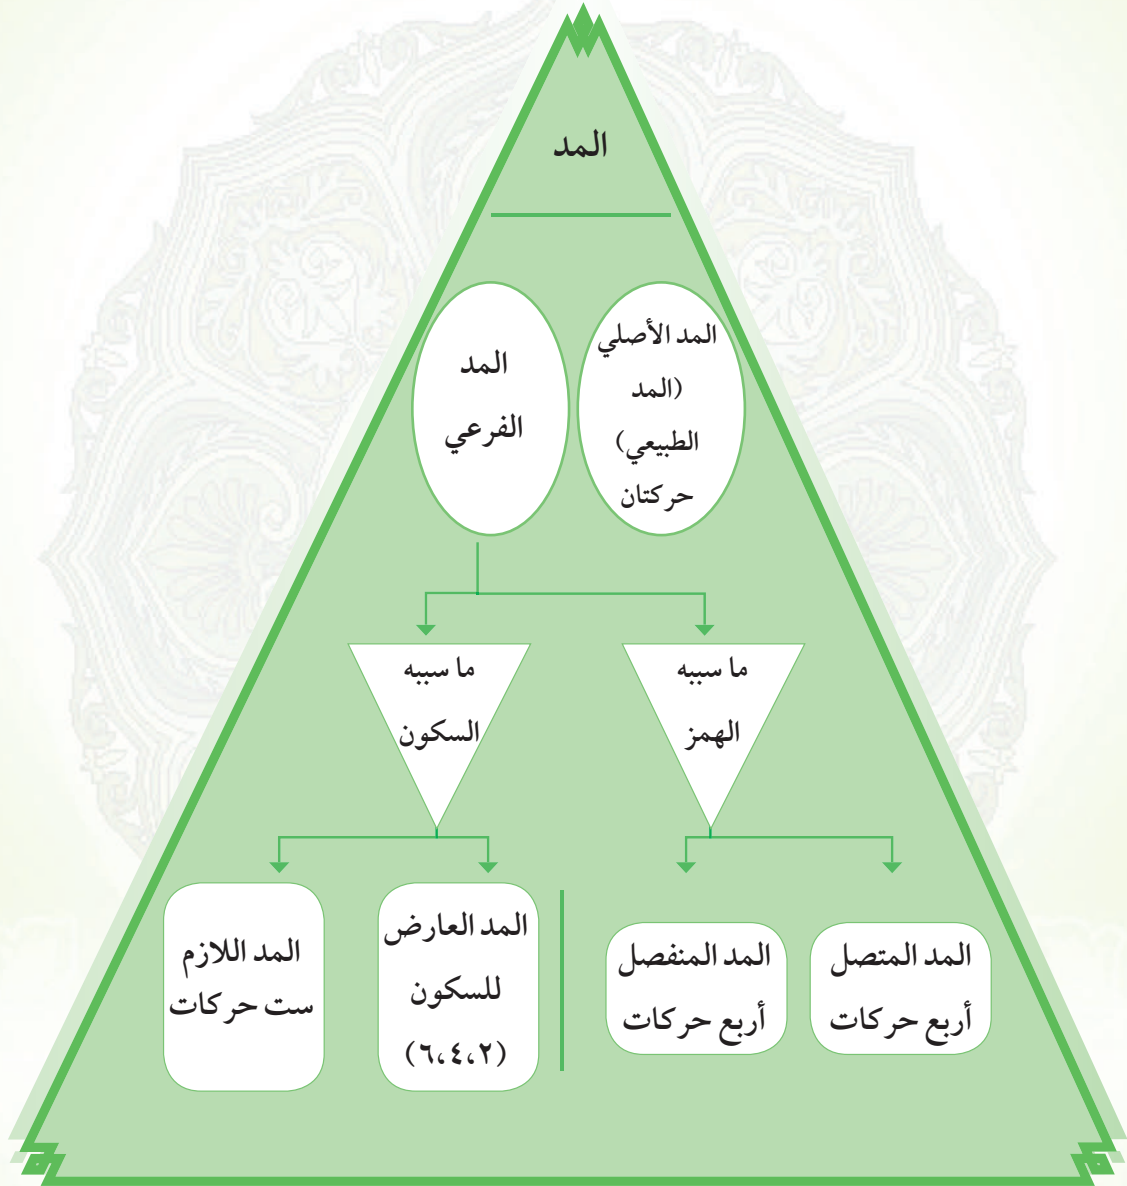 المد
المد الأصلي
(المد
الطبيعي)
حركتان
المد
الفرعي
ما سببه
الهمز
ما سببه
السكون
المد المتصل
أربع حركات
المد المنفصل
أربع حركات
المد العارض
للسكون
(٢،٤،٦)
المد اللازم
ست حركات